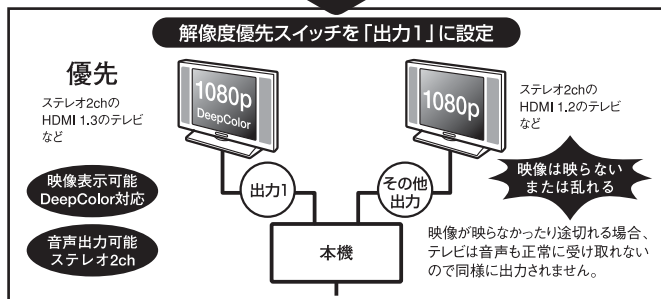 解像度優先スイッチを「出力1」に設定
優先
ステレオ2chの
HDMI 1.3のテレビ
など
1080p
DeepColor
1080p
ステレオ2chの
HDMI 1.2のテレビ
など
映像表示可能
DeepColor対応
出力1
その他
出力
映像は映らない
または乱れる
音声出力可能
ステレオ2ch
本機
映像が映らなかったり途切れる場合、
テレビは音声も正常に受け取れない
ので同様に出力されません。